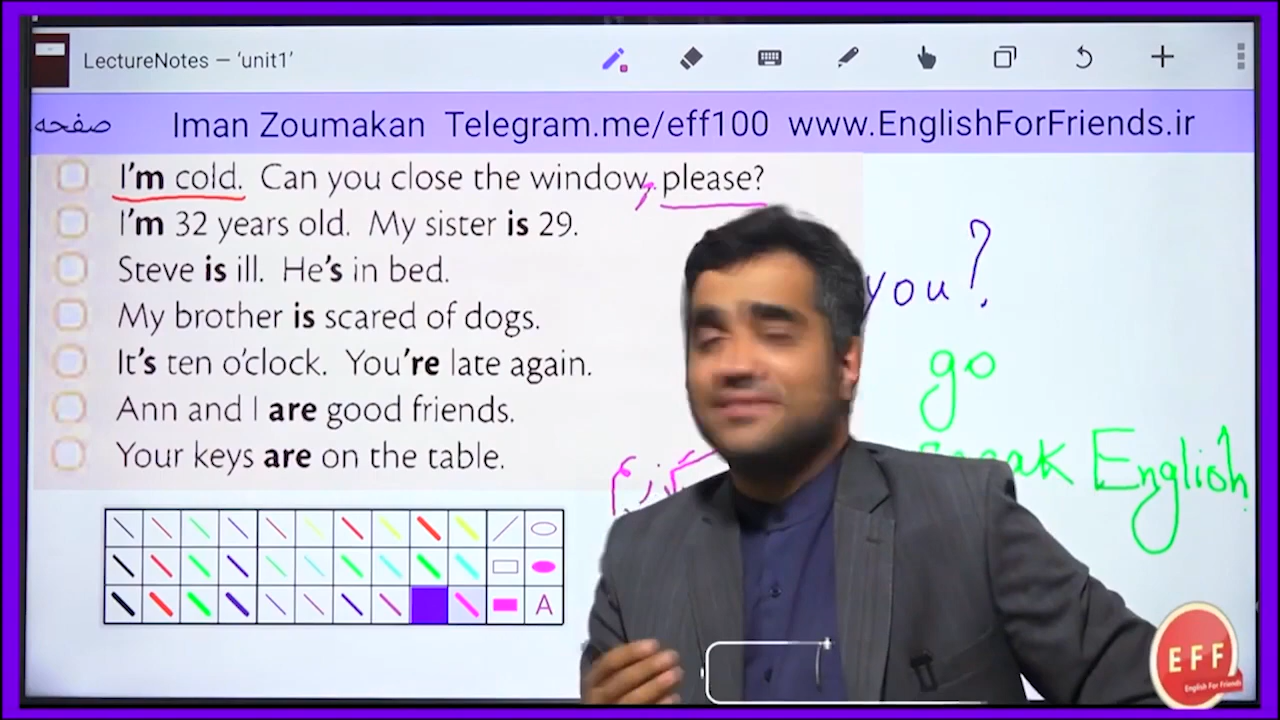 LectureNotes – ‘unit1’
صفحه Iman Zoumakan Telegram.me/eff100 www.EnglishForFriends.ir
I'm cold. Can you close the window, please?
I'm 32 years old. My sister is 29.
Steve is ill. He's in bed.
My brother is scared of dogs.
It's ten o'clock. You're late again.
Ann and I are good friends.
Your keys are on the table.
you?
go
speak English
A
EFF
English For Friends